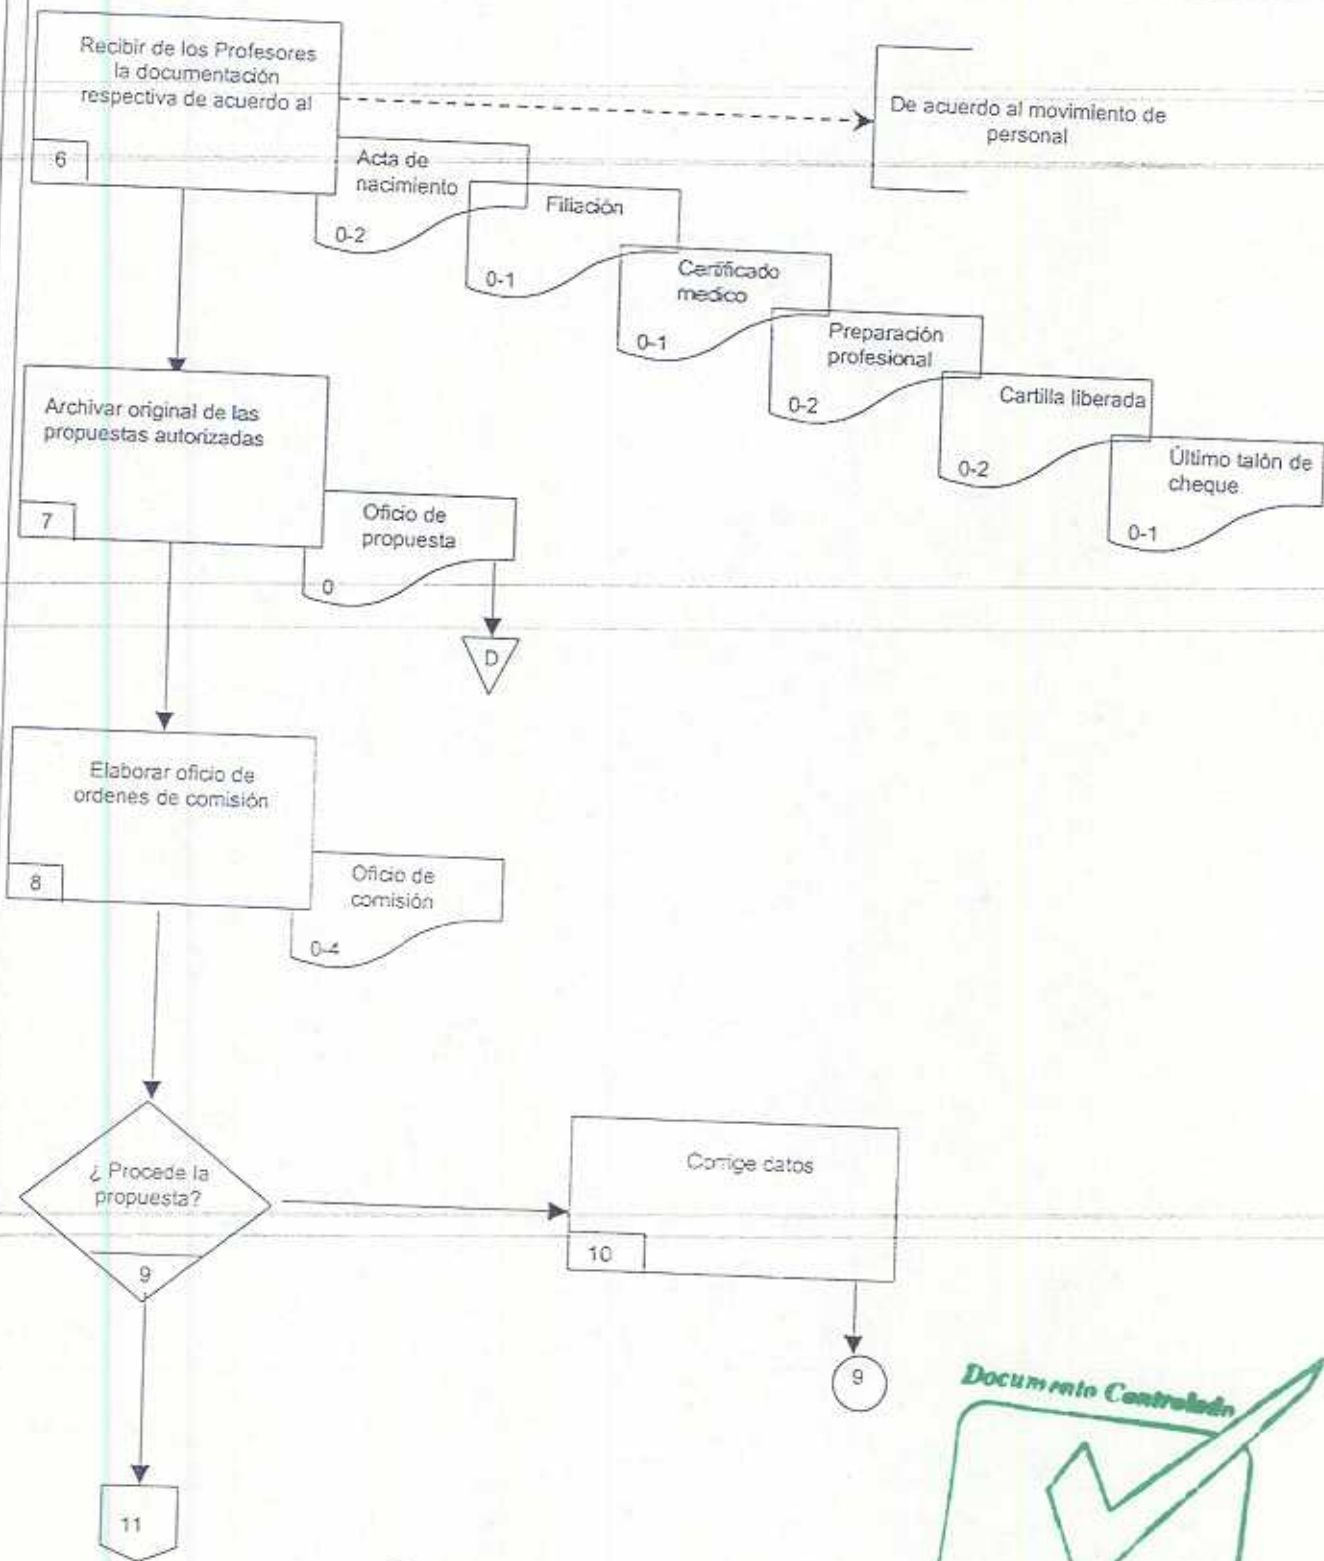 Recibir de los Profesores
la documentación
respectiva de acuerdo al
6
De acuerdo al movimiento de
personal
Acta de
nacimiento
0-2
Filiación
0-1
Certificado
medico
0-1
Preparación
profesional
0-2
Cartilla liberada
0-2
Último talón de
cheque
0-1
Archivar original de las
propuestas autorizadas
7
Oficio de
propuesta
0
D
Elaborar oficio de
ordenes de comisión
8
Oficio de
comisión
0-4
¿ Procede la
propuesta?
9
Corrige datos
10
9
11
Documento Controlado